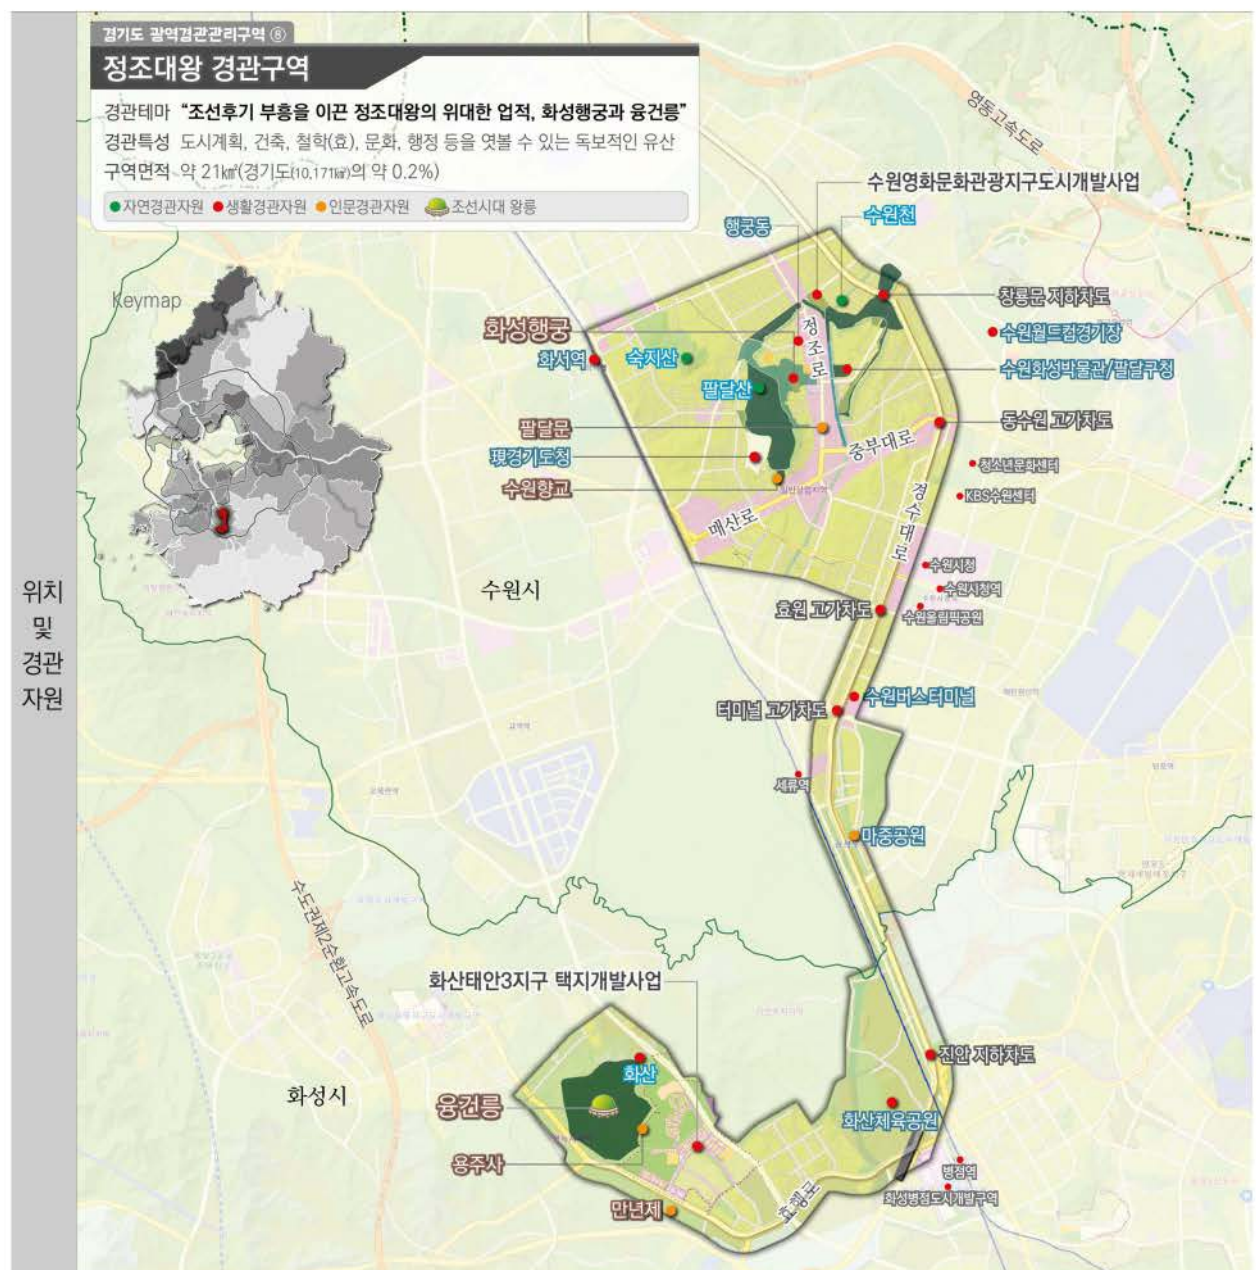 경기도 광역경관관리구역 ⑧
정조대왕 경관구역
경관테마 “조선후기 부흥을 이끈 정조대왕의 위대한 업적, 화성행궁과 융건릉”
경관특성 도시계획, 건축, 철학(효), 문화, 행정 등을 엿볼 수 있는 독보적인 유산
구역면적 약 21㎢(경기도(10,171㎢)의 약 0.2%)
자연경관자원 생활경관자원 인문경관자원 조선시대 왕릉
Keymap
위치
및
경관
자원
영동고속도로
수원영화문화관광지구도시개발사업
행궁동
수원천
창룡문 지하차도
수원월드컵경기장
화성행궁
정조로
화서역
숙지산
팔달산
수원화성박물관/팔달구청
팔달문
동수원 고가차도
중부대로
現경기도청
청소년문화센터
수원향교
KBS수원센터
일반상업지역
매산로
경수대로
수원시청
수원시청역
수원시
효원 고가차도
수원올림픽공원
수원버스터미널
터미널 고가차도
세류역
마중공원
수도권제2순환고속도로
화산태안3지구 택지개발사업
진안 지하차도
화산
화성시
융건릉
화산체육공원
용주사
병점역
화성병점도시개발구역
만년제
효행로